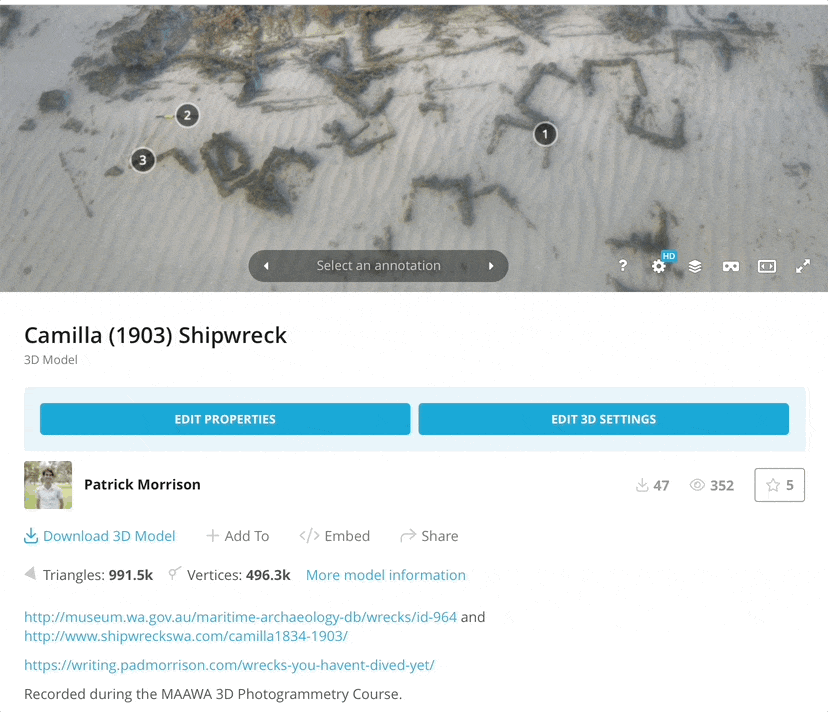 2
1
3
Select an annotation
?
HD
Camilla (1903) Shipwreck
3D Model
EDIT PROPERTIES
EDIT 3D SETTINGS
Patrick Morrison
47
352
5
Download 3D Model
Add To
</> Embed
Share
Triangles: 991.5k
Vertices: 496.3k
More model information
http://museum.wa.gov.au/maritime-archaeology-db/wrecks/id-964 and
http://www.shipwreckswa.com/camilla1834-1903/
https://writing.padmorrison.com/wrecks-you-havent-dived-yet/
Recorded during the MAAWA 3D Photogrammetry Course.